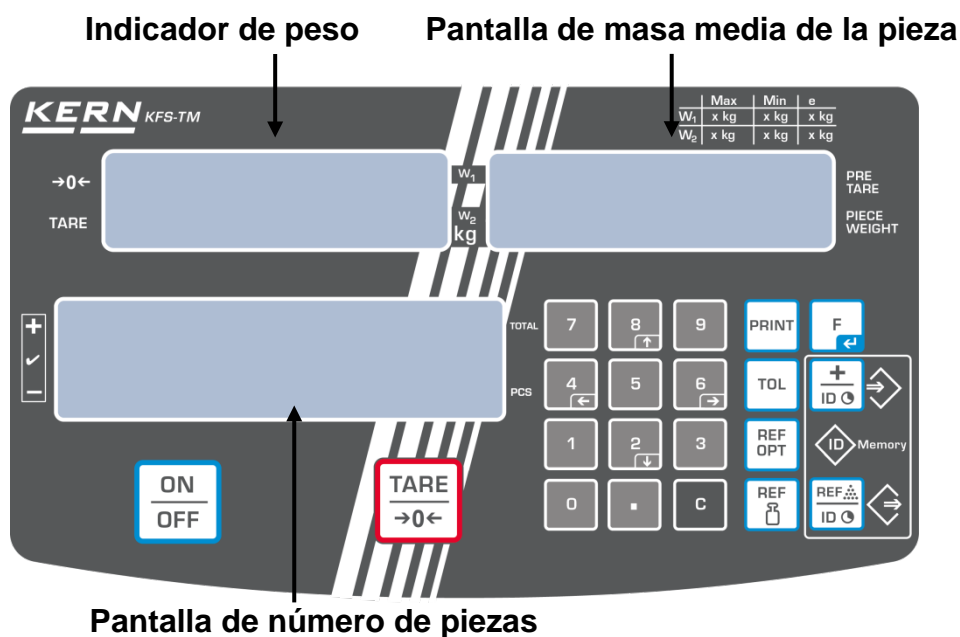 Indicador de peso
Pantalla de masa media de la pieza
KERN KFS-TM
Max Min e
W1 x kg x kg x kg
W2 x kg x kg x kg
→0←
TARE
W1
W2
kg
PRE
TARE
PIECE
WEIGHT
+
✓
−
TOTAL
PCS
7 8 ↑ 9 PRINT F ↵
4 ← 5 6 → TOL + ID
1 2 ↓ 3 REF OPT ID Memory
0 . C REF REF ID
ON
OFF
TARE
→0←
Pantalla de número de piezas